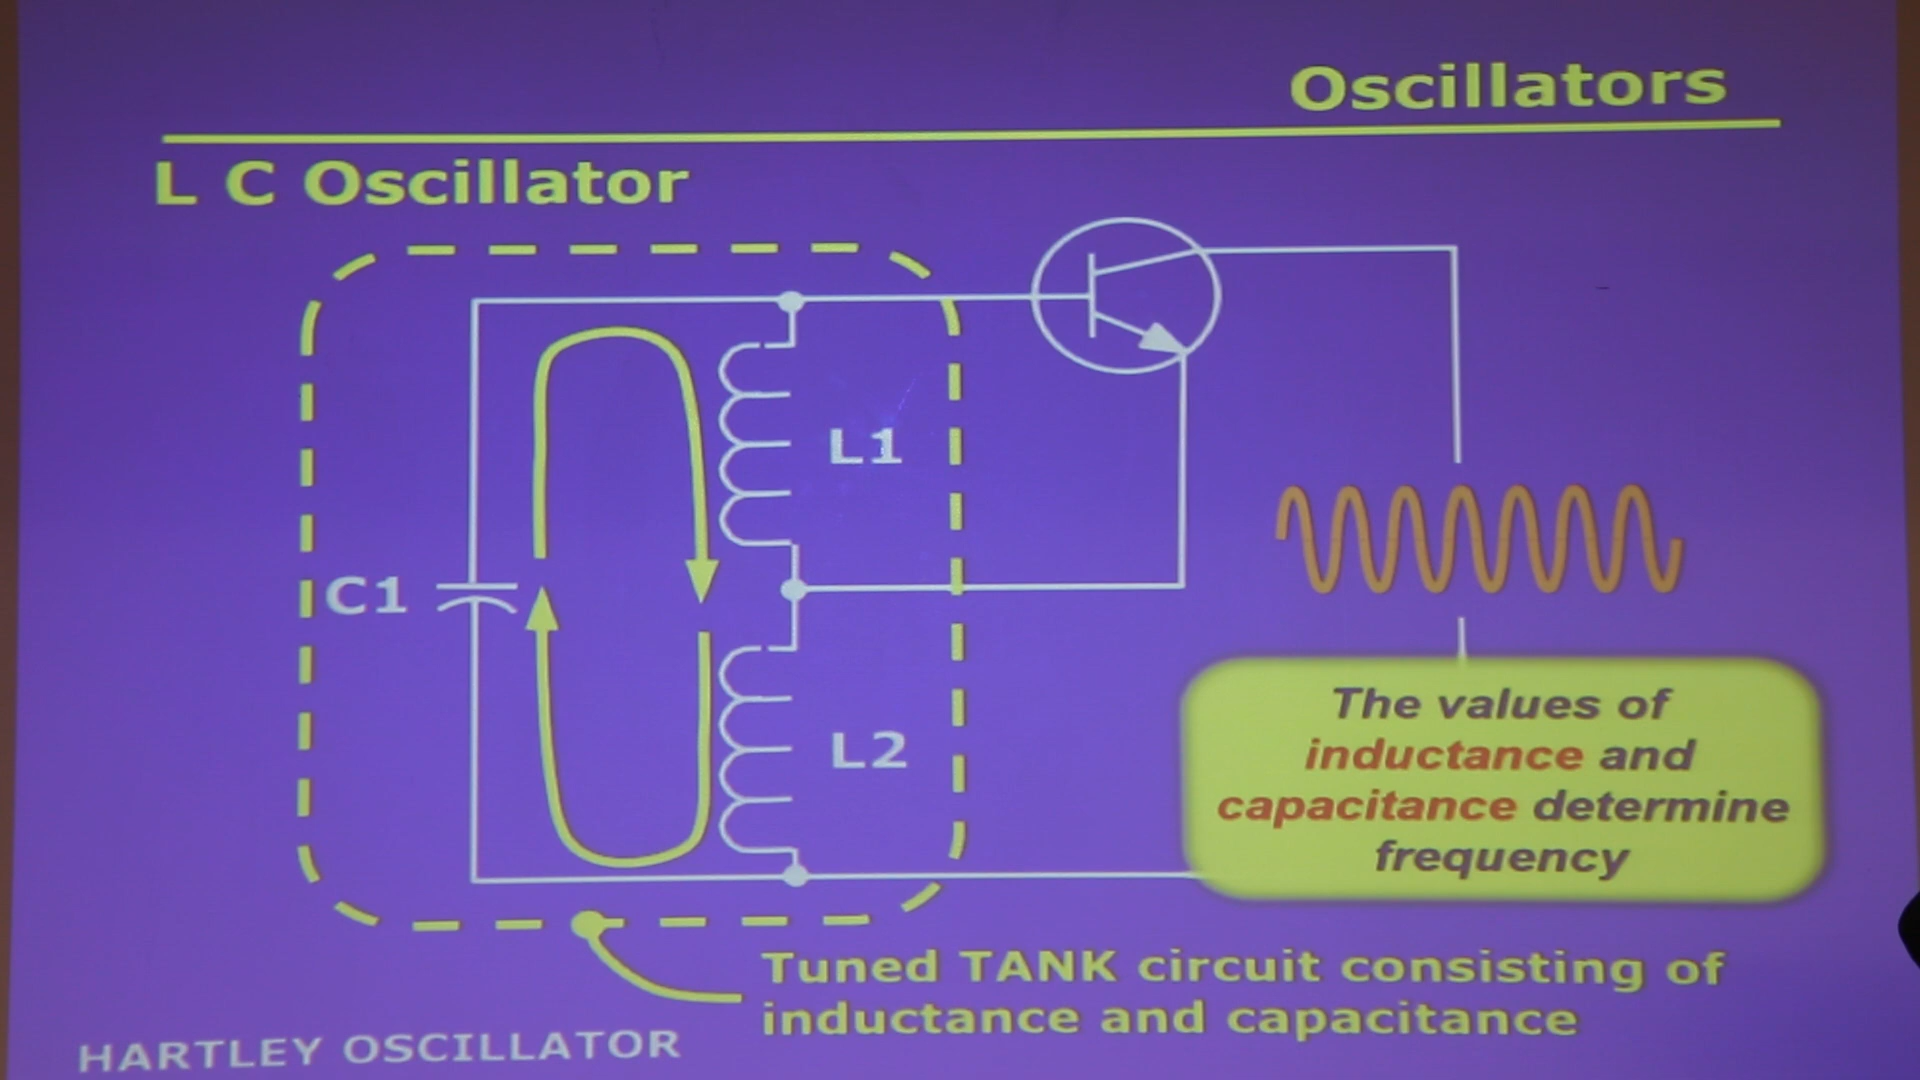 Oscillators
L C Oscillator
L1
C1
L2
The values of
inductance and
capacitance determine
frequency
Tuned TANK circuit consisting of
inductance and capacitance
HARTLEY OSCILLATOR